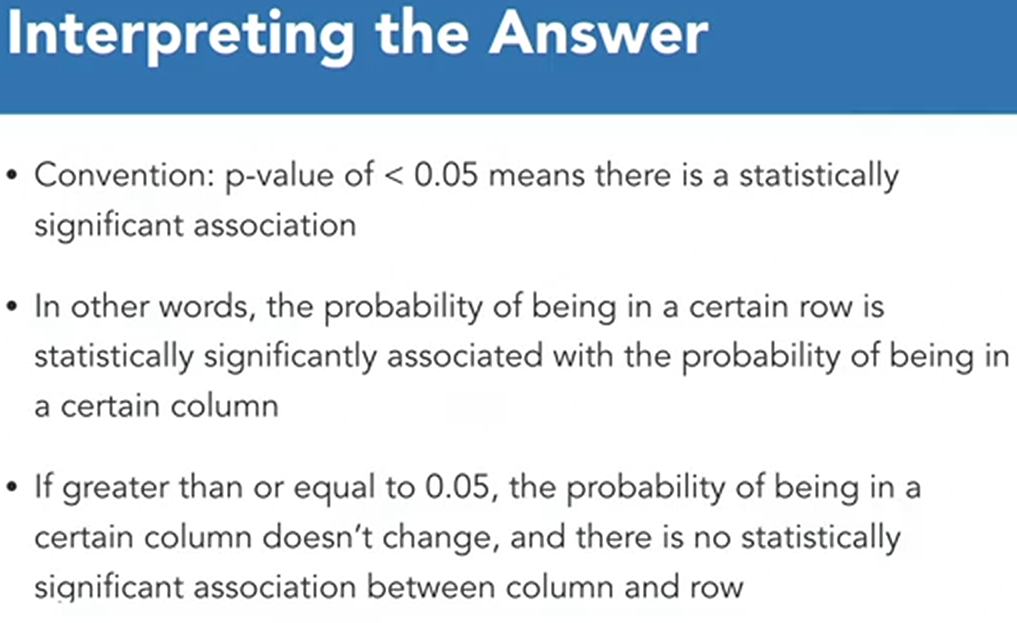 Interpreting the Answer
• Convention: p-value of < 0.05 means there is a statistically
significant association
• In other words, the probability of being in a certain row is
statistically significantly associated with the probability of being in
a certain column
• If greater than or equal to 0.05, the probability of being in a
certain column doesn't change, and there is no statistically
significant association between column and row